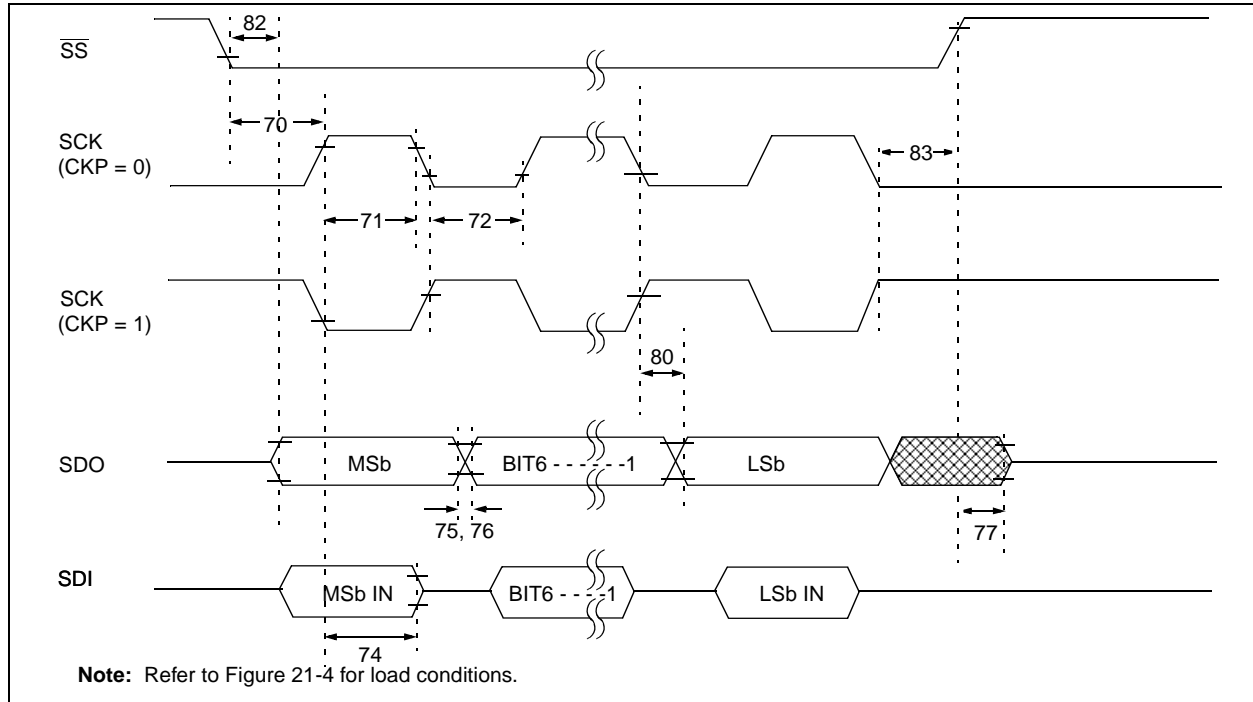 82
SS
70
SCK
(CKP = 0)
83
71
72
SCK
(CKP = 1)
80
SDO
MSb
BIT6 - - - - - -1
LSb
75, 76
77
SDI
MSb IN
BIT6 - - - - -1
LSb IN
74
Note: Refer to Figure 21-4 for load conditions.